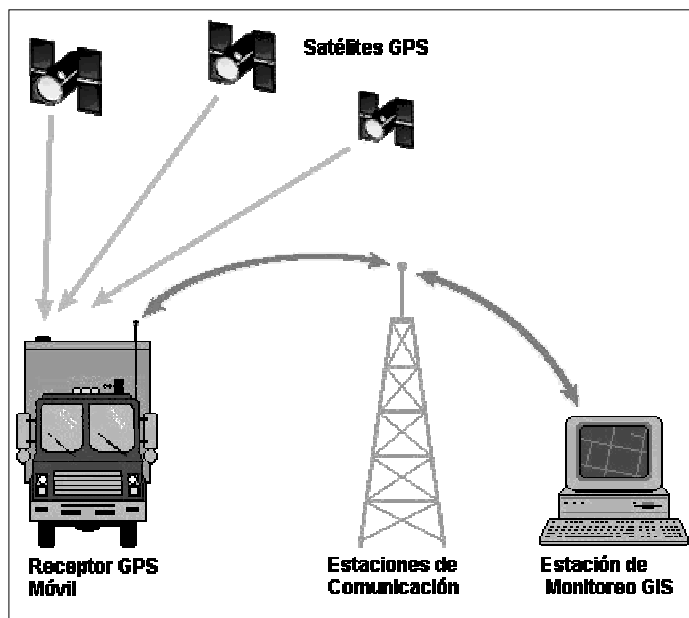 Satélites GPS
Receptor GPS
Móvil
Estaciones de
Comunicación
Estación de
Monitoreo GIS